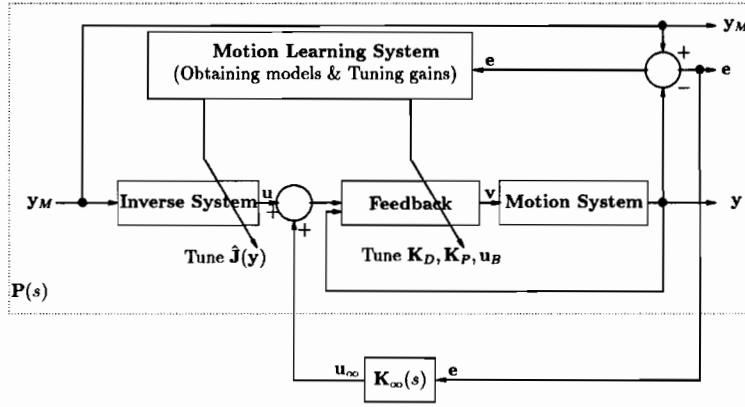 y_M
Motion Learning System
(Obtaining models & Tuning gains)
e
+
e
−
y_M
Inverse System
u
+
+
Feedback
v
Motion System
y
Tune Ĵ(y)
Tune K_D, K_P, u_B
P(s)
u_∞
K_∞(s)
e